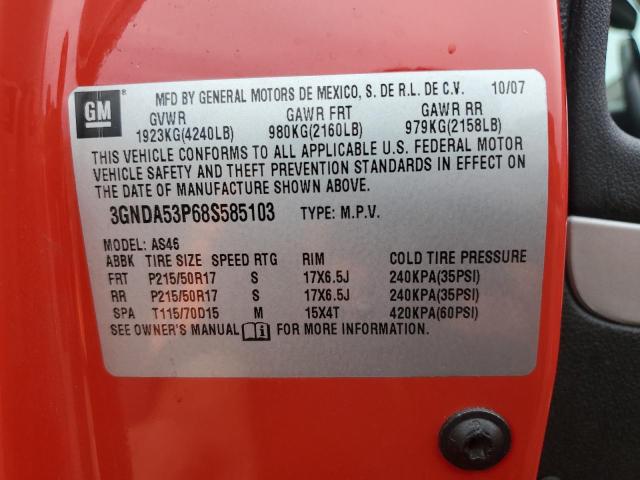 GM
MFD BY GENERAL MOTORS DE MEXICO, S. DE R.L. DE C.V. 10/07
GVWR GAWR FRT GAWR RR
1923KG(4240LB) 980KG(2160LB) 979KG(2158LB)
THIS VEHICLE CONFORMS TO ALL APPLICABLE U.S. FEDERAL MOTOR
VEHICLE SAFETY AND THEFT PREVENTION STANDARDS IN EFFECT ON
THE DATE OF MANUFACTURE SHOWN ABOVE.
3GNDA53P68S585103 TYPE: M.P.V.
MODEL: AS46
ABBK TIRE SIZE SPEED RTG RIM COLD TIRE PRESSURE
FRT P215/50R17 S 17X6.5J 240KPA(35PSI)
RR P215/50R17 S 17X6.5J 240KPA(35PSI)
SPA T115/70D15 M 15X4T 420KPA(60PSI)
SEE OWNER'S MANUAL FOR MORE INFORMATION.